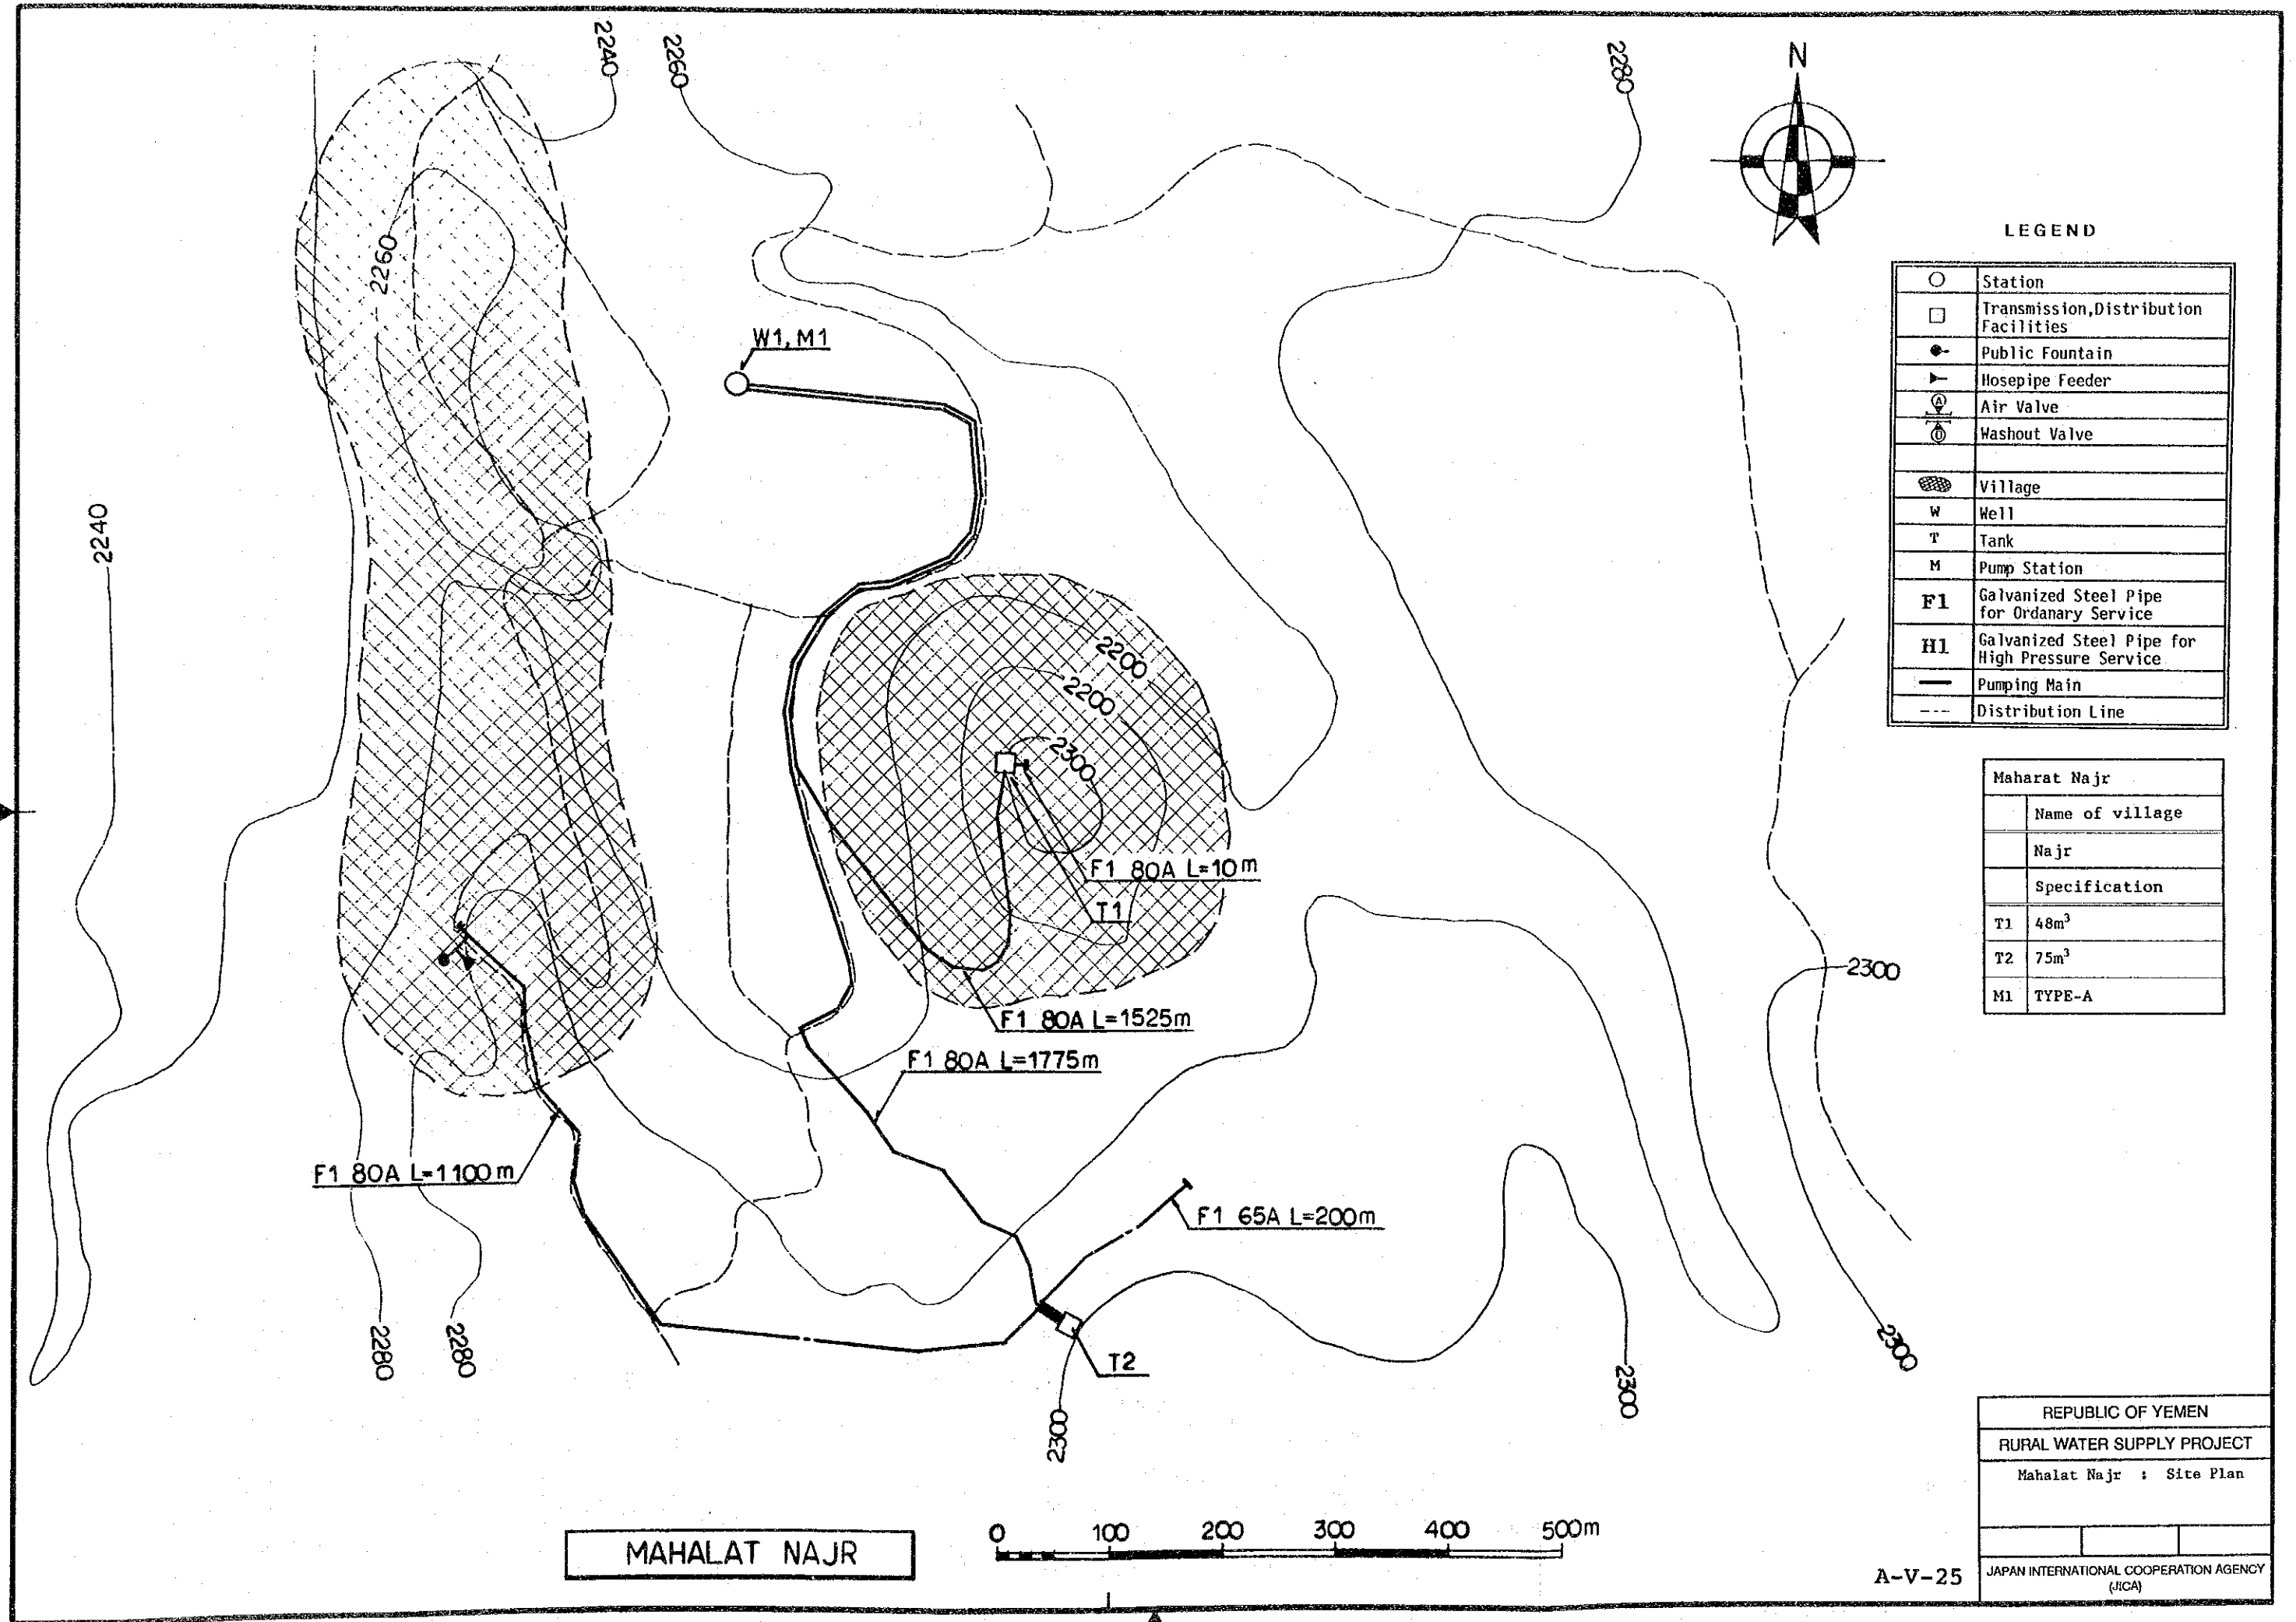 2240
2260
2280
N
LEGEND
Station
Transmission,Distribution
Facilities
Public Fountain
Hosepipe Feeder
A Air Valve
D Washout Valve
Village
W Well
T Tank
M Pump Station
F1 Galvanized Steel Pipe
for Ordanary Service
H1 Galvanized Steel Pipe for
High Pressure Service
Pumping Main
Distribution Line
2260
W1, M1
2240
2200
2200
2300
Maharat Najr
Name of village
Najr
Specification
T1 48m³
T2 75m³
M1 TYPE-A
F1 80A L=10m
T1
2300
F1 80A L=1525m
F1 80A L=1775m
F1 80A L=1100m
F1 65A L=200m
2280
2280
T2
2300
2300
2300
MAHALAT NAJR
0 100 200 300 400 500m
REPUBLIC OF YEMEN
RURAL WATER SUPPLY PROJECT
Mahalat Najr : Site Plan
A-V-25
JAPAN INTERNATIONAL COOPERATION AGENCY
(JICA)